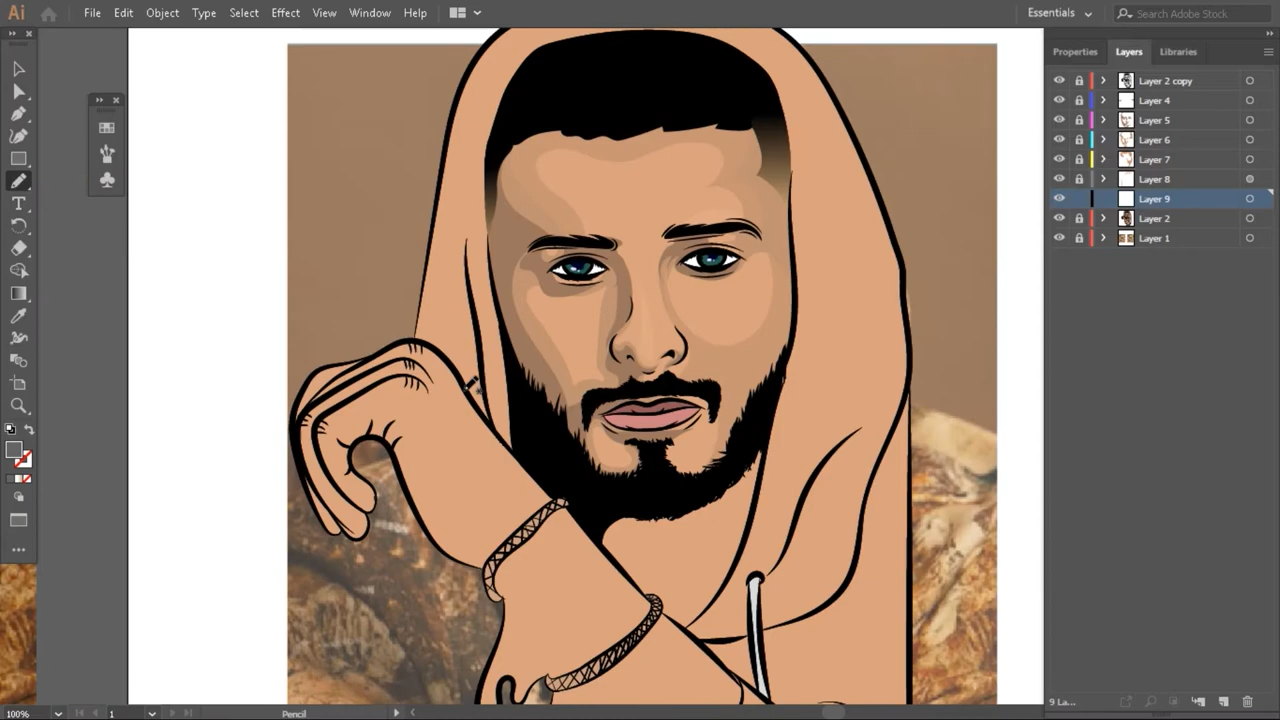 Ai File Edit Object Type Select Effect View Window Help Essentials Search Adobe Stock
Properties Layers Libraries
Layer 2 copy
Layer 4
Layer 5
Layer 6
Layer 7
Layer 8
Layer 9
Layer 2
Layer 1
100% 1 Pencil 9 La...